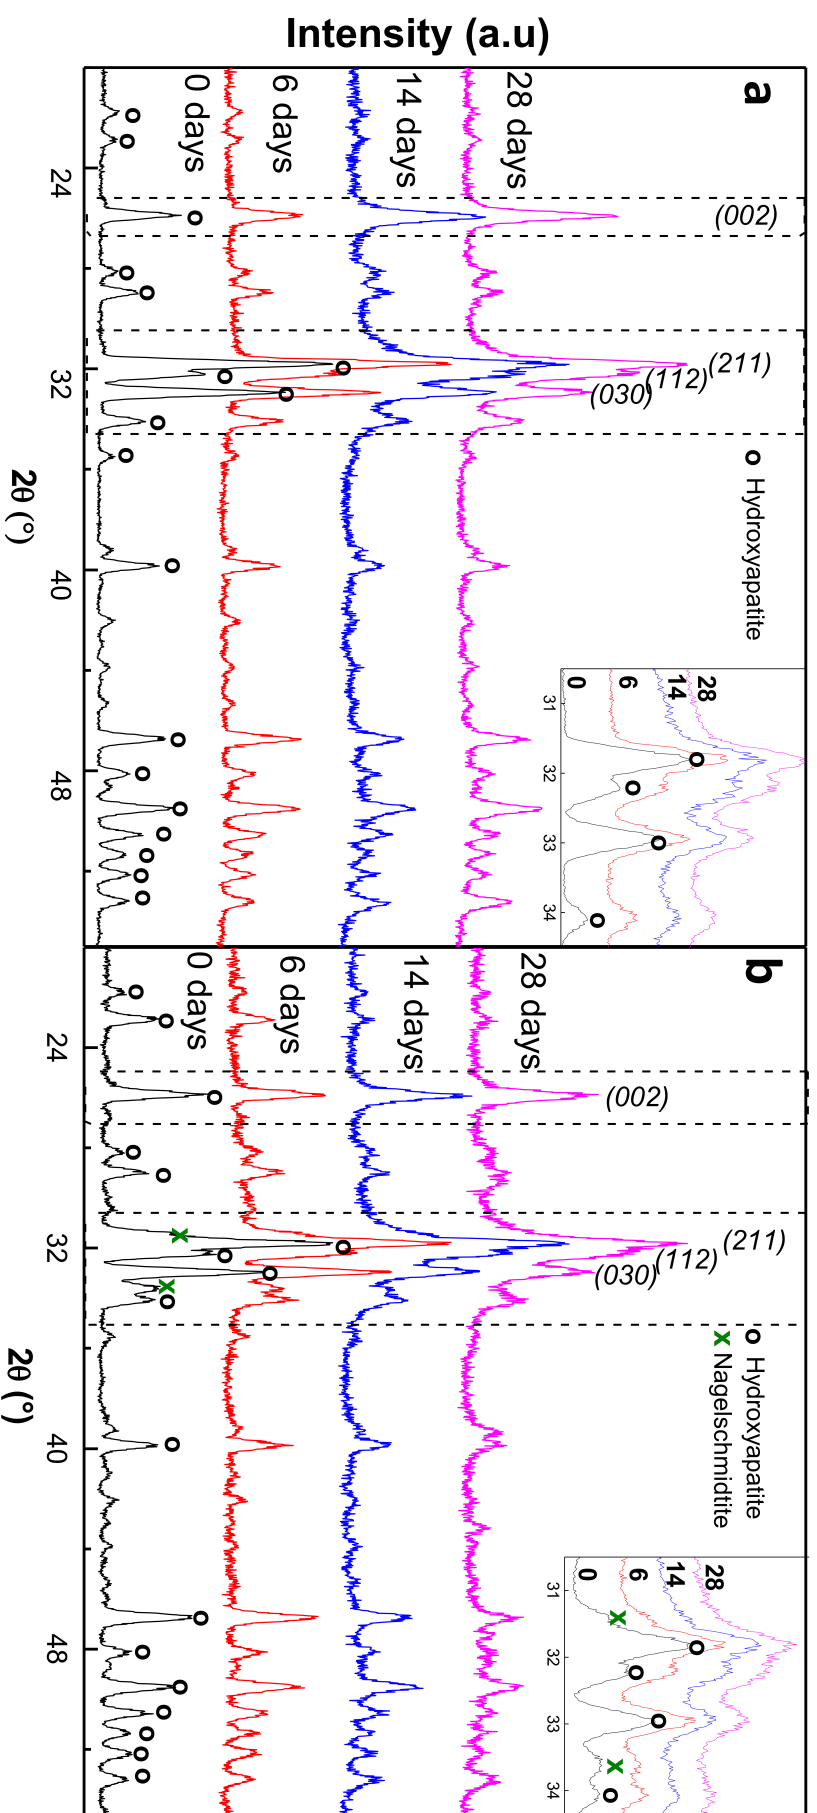 Intensity (a.u)
a
0 days
6 days
14 days
28 days
(002)
(211)
(112)
(030)
o Hydroxyapatite
0
6
14
28
31
32
33
34
24
32
40
48
2θ (°)
b
0 days
6 days
14 days
28 days
(002)
(211)
(112)
(030)
o Hydroxyapatite
x Nagelschmidtite
0
6
14
28
31
32
33
34
24
32
40
48
2θ (°)